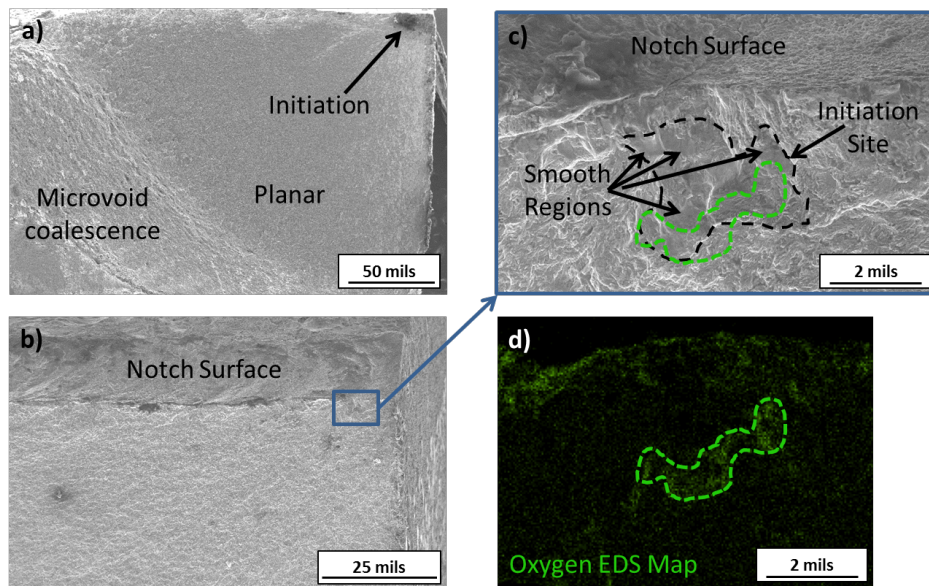 a)
Initiation
Microvoid
coalescence
Planar
50 mils
b)
Notch Surface
25 mils
c)
Notch Surface
Initiation
Site
Smooth
Regions
2 mils
d)
Oxygen EDS Map
2 mils